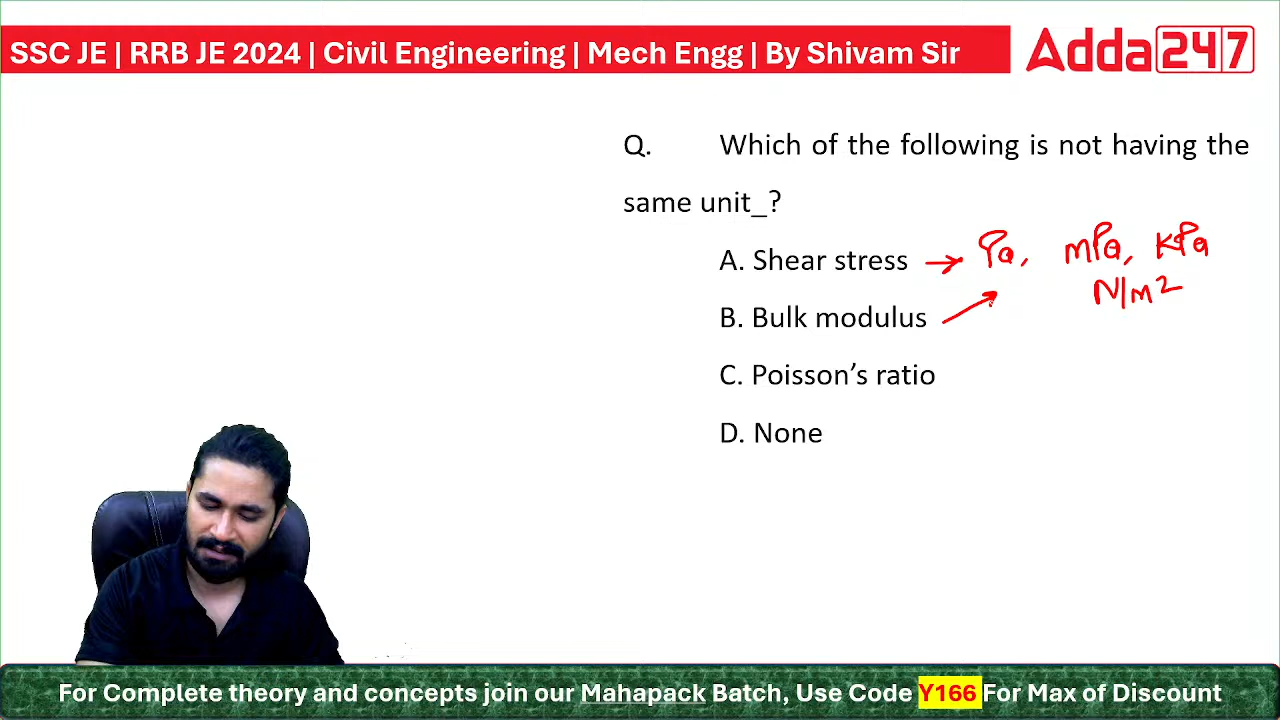 SSC JE | RRB JE 2024 | Civil Engineering | Mech Engg | By Shivam Sir
Adda247
Q. Which of the following is not having the
same unit_?
A. Shear stress → Pa, MPa, KPa
N/m2
B. Bulk modulus
C. Poisson’s ratio
D. None
For Complete theory and concepts join our Mahapack Batch, Use Code Y166 For Max of Discount